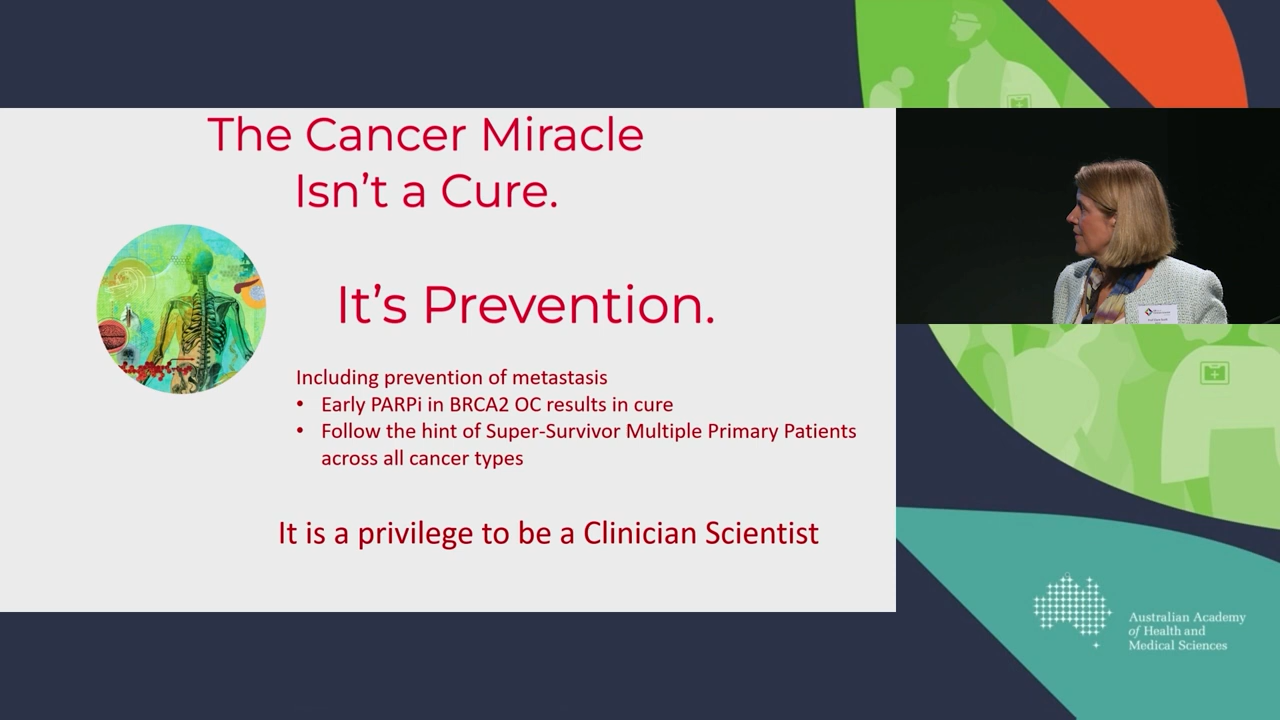 The Cancer Miracle
Isn't a Cure.
It's Prevention.
Including prevention of metastasis
• Early PARPi in BRCA2 OC results in cure
• Follow the hint of Super-Survivor Multiple Primary Patients
across all cancer types
It is a privilege to be a Clinician Scientist
Australian Academy
of Health and
Medical Sciences